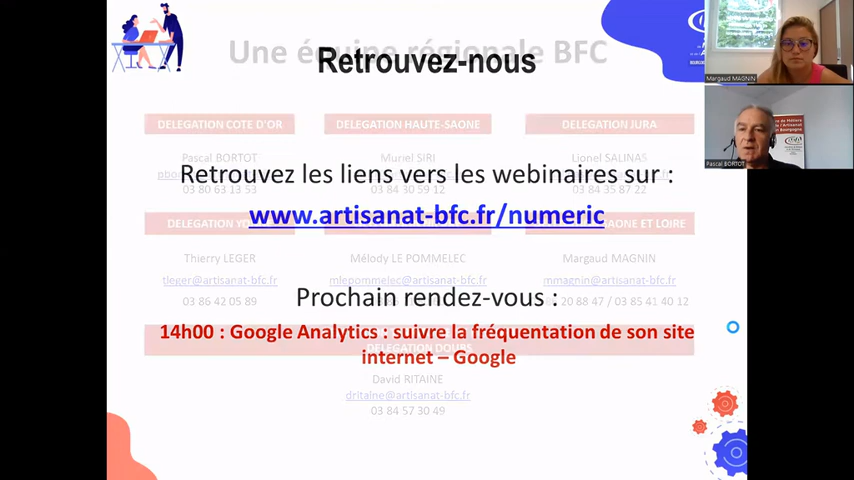 Une équipe régionale BFC
Retrouvez-nous
Margaud MAGNIN
Pascal BORTOT
DELEGATION COTE D'OR
DELEGATION HAUTE-SAONE
DELEGATION JURA
Pascal BORTOT
Muriel SIRI
Lionel SALINAS
Retrouvez les liens vers les webinaires sur :
03 80 63 13 53
03 84 30 59 12
03 84 35 87 22
www.artisanat-bfc.fr/numeric
DELEGATION
SAONE ET LOIRE
Thierry LEGER
Mélody LE POMMELEC
Margaud MAGNIN
tleger@artisanat-bfc.fr
mlepommelec@artisanat-bfc.fr
mmagnin@artisanat-bfc.fr
03 86 42 05 89
20 88 47 / 03 85 41 40 12
Prochain rendez-vous :
14h00 : Google Analytics : suivre la fréquentation de son site
internet – Google
DELEGATION DOUBS
David RITAINE
dritaine@artisanat-bfc.fr
03 84 57 30 49